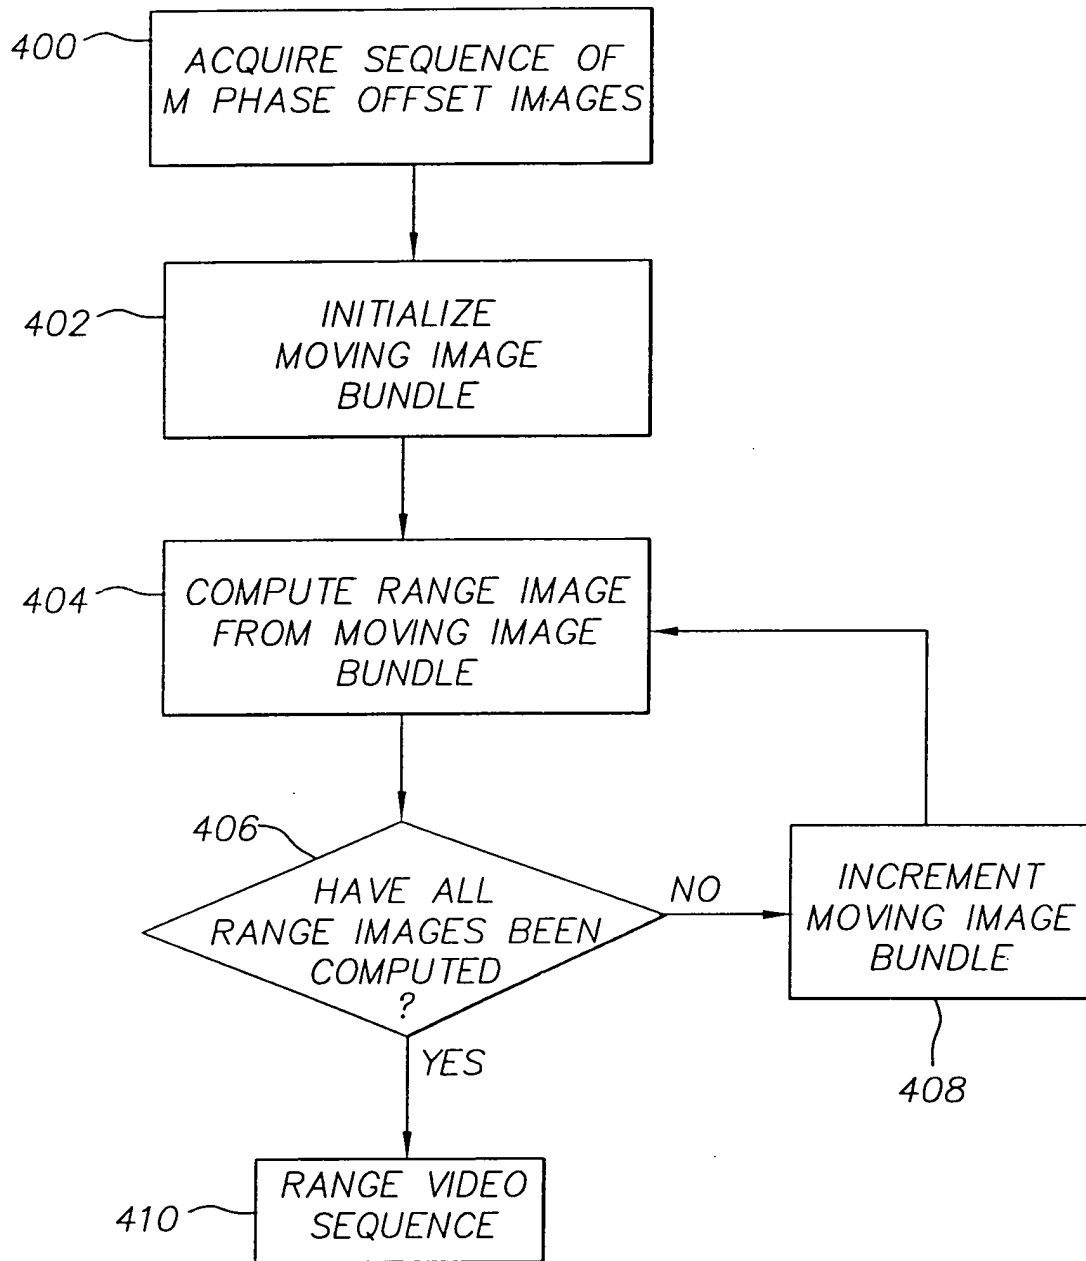 400
ACQUIRE SEQUENCE OF
M PHASE OFFSET IMAGES
402
INITIALIZE
MOVING IMAGE
BUNDLE
404
COMPUTE RANGE IMAGE
FROM MOVING IMAGE
BUNDLE
406
HAVE ALL
RANGE IMAGES BEEN
COMPUTED
?
NO
INCREMENT
MOVING IMAGE
BUNDLE
408
YES
410
RANGE VIDEO
SEQUENCE